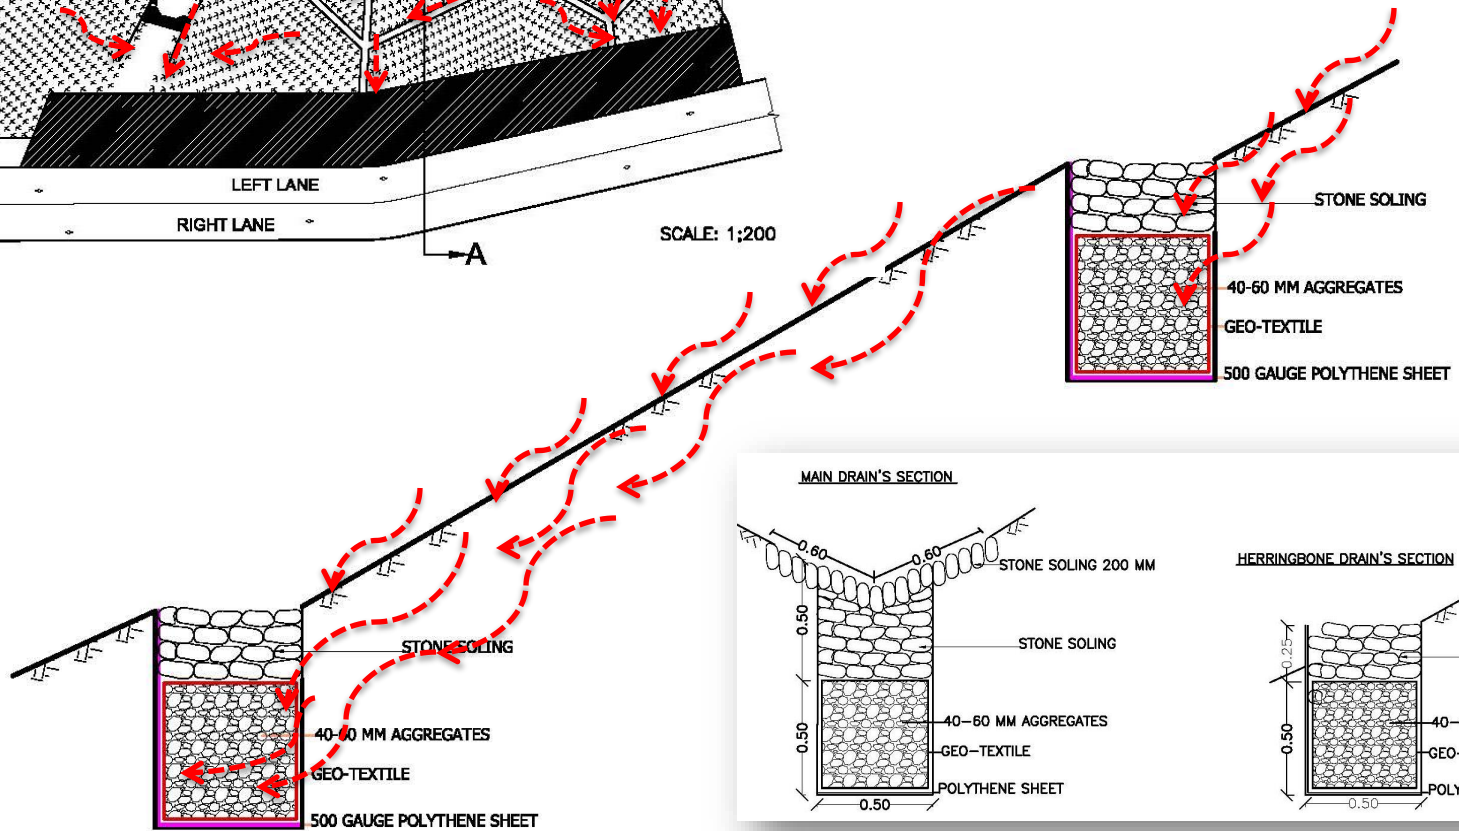 LEFT LANE
RIGHT LANE
A
SCALE: 1;200
STONE SOLING
40-60 MM AGGREGATES
GEO-TEXTILE
500 GAUGE POLYTHENE SHEET
STONE SOLING
40-60 MM AGGREGATES
GEO-TEXTILE
500 GAUGE POLYTHENE SHEET
MAIN DRAIN'S SECTION
0.60
0.60
STONE SOLING 200 MM
0.50
STONE SOLING
0.50
40-60 MM AGGREGATES
GEO-TEXTILE
POLYTHENE SHEET
0.50
HERRINGBONE DRAIN'S SECTION
0.25
0.50
40-
GEO-
POLY
0.50